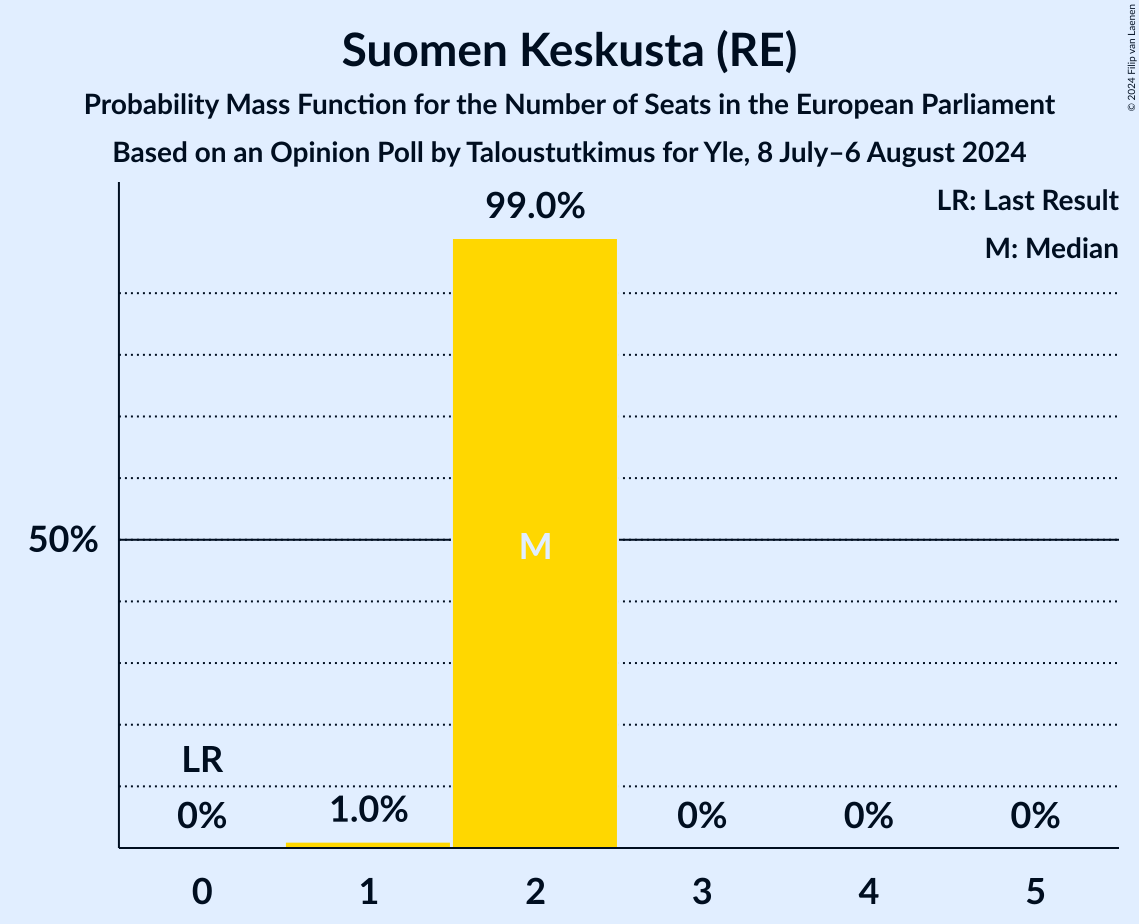 Suomen Keskusta (RE)
Probability Mass Function for the Number of Seats in the European Parliament
Based on an Opinion Poll by Taloustutkimus for Yle, 8 July–6 August 2024
© 2024 Filip van Laenen
LR: Last Result
M: Median
99.0%
50%
M
LR
0%
1.0%
0%
0%
0%
0
1
2
3
4
5